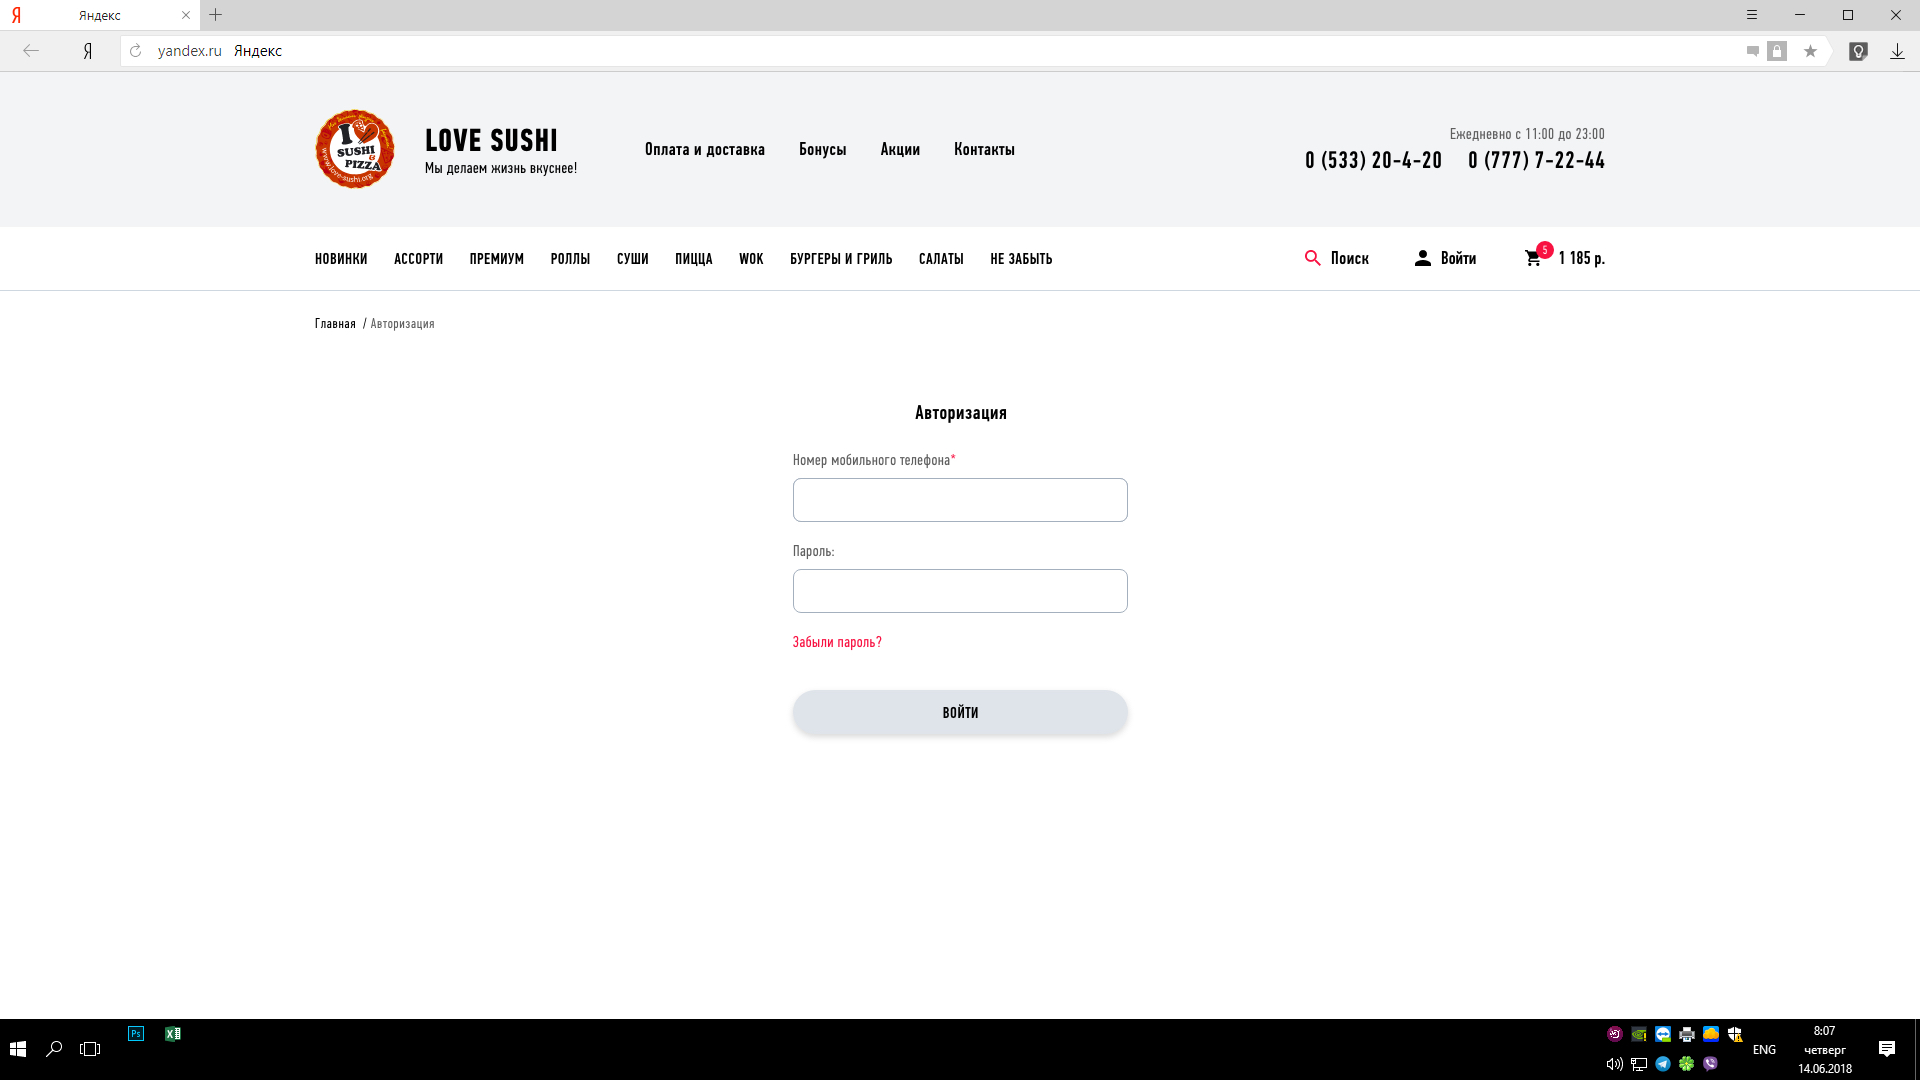 Яндекс
yandex.ru Яндекс
I
SUSHI
&
PIZZA
www.love-sushi.org
LOVE SUSHI
Мы делаем жизнь вкуснее!
Оплата и доставка Бонусы Акции Контакты
Ежедневно с 11:00 до 23:00
0 (533) 20-4-20 0 (777) 7-22-44
НОВИНКИ АССОРТИ ПРЕМИУМ РОЛЛЫ СУШИ ПИЦЦА WOK БУРГЕРЫ И ГРИЛЬ САЛАТЫ НЕ ЗАБЫТЬ
Поиск Войти 5 1 185 р.
Главная / Авторизация
Авторизация
Номер мобильного телефона*
Пароль:
Забыли пароль?
ВОЙТИ
Ps
ENG
8:07
четверг
14.06.2018